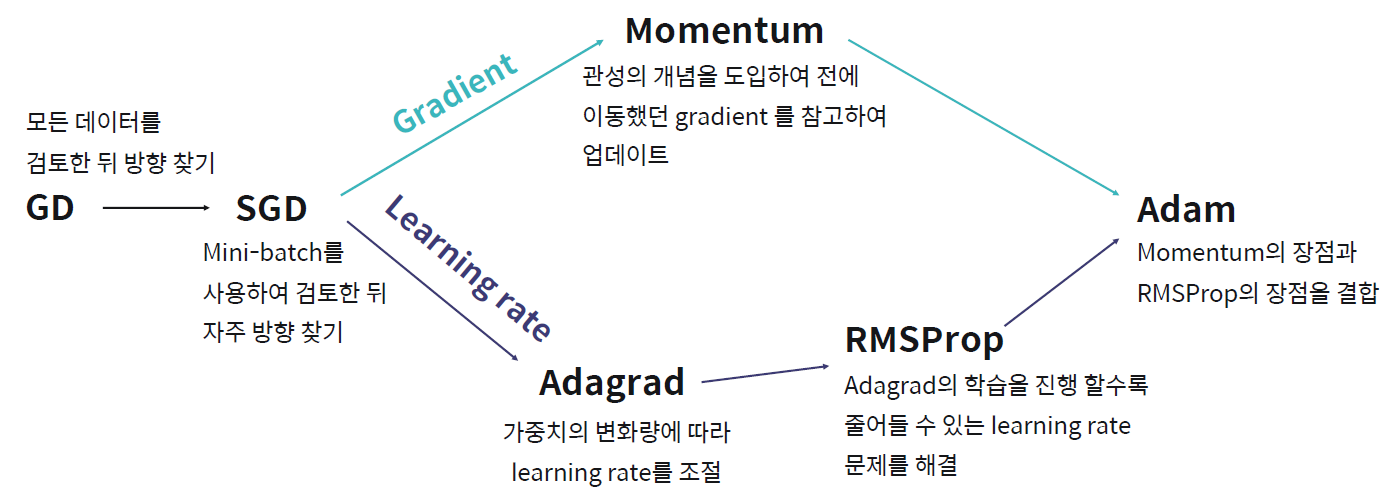 모든 데이터를
검토한 뒤 방향 찾기
GD
SGD
Mini-batch를
사용하여 검토한 뒤
자주 방향 찾기
Gradient
Momentum
관성의 개념을 도입하여 전에
이동했던 gradient 를 참고하여
업데이트
Learning rate
Adagrad
가중치의 변화량에 따라
learning rate를 조절
RMSProp
Adagrad의 학습을 진행 할수록
줄어들 수 있는 learning rate
문제를 해결
Adam
Momentum의 장점과
RMSProp의 장점을 결합